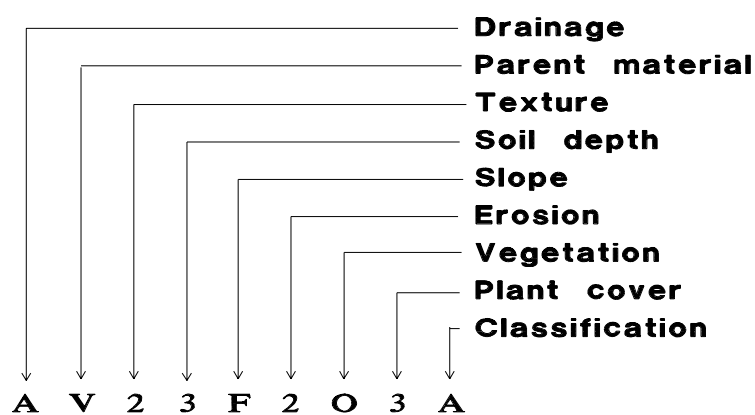 Drainage
Parent material
Texture
Soil depth
Slope
Erosion
Vegetation
Plant cover
Classification
A V 2 3 F 2 O 3 A